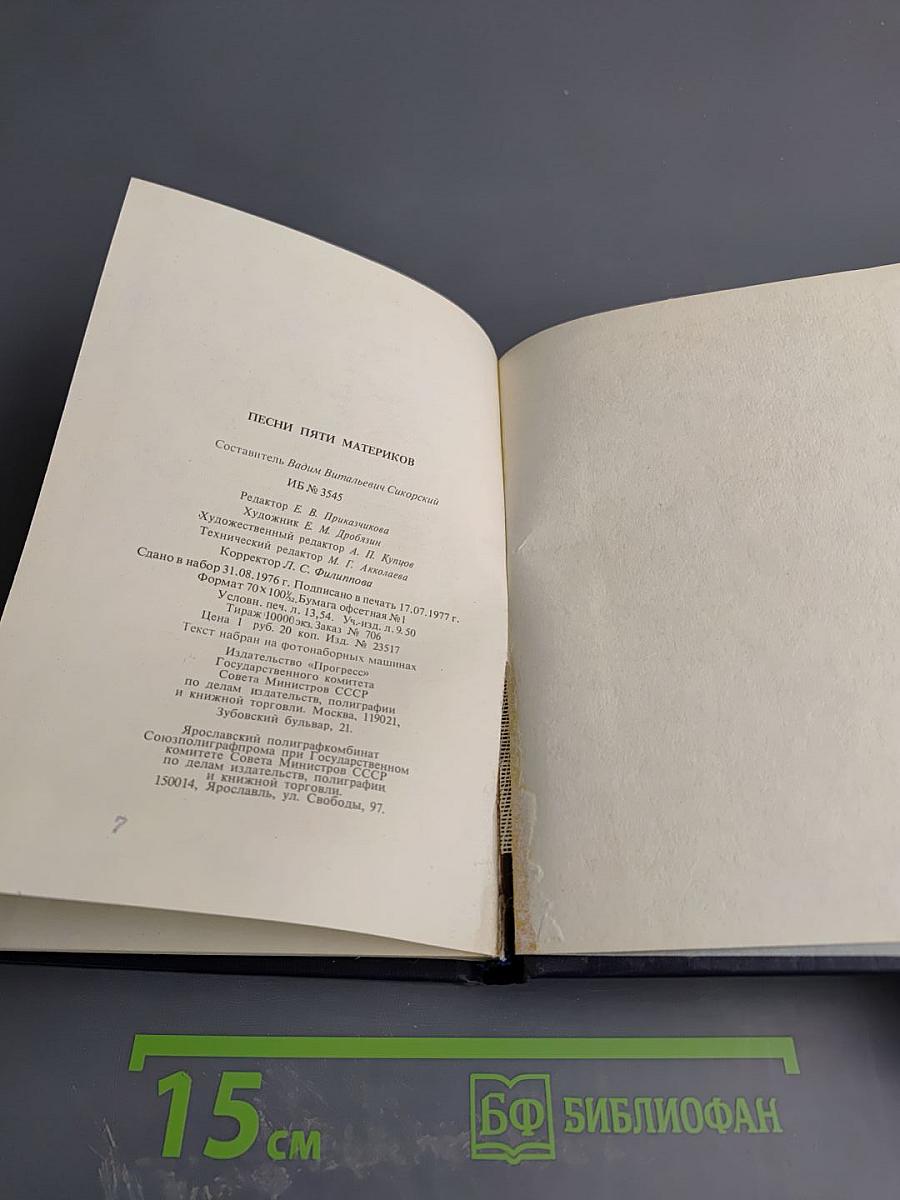 ПЕСНИ ПЯТИ МАТЕРИКОВ
Составитель Вадим Витальевич Сикорский
ИБ № 3545
Редактор Е. В. Приказчикова
Художник Е. М. Дробязин
Художественный редактор А. П. Купцов
Технический редактор М. Г. Акколаева
Корректор Л. С. Филиппова
Сдано в набор 31.08.1976 г. Подписано в печать 17.07.1977 г.
Формат 70×100¹⁄₃₂. Бумага офсетная №1
Условн. печ. л. 13,54. Уч.-изд. л. 9.50
Тираж 10000 экз. Заказ № 706
Цена 1 руб. 20 коп. Изд. № 23517
Текст набран на фотонаборных машинах
Издательство «Прогресс»
Государственного комитета
Совета Министров СССР
по делам издательств, полиграфии
и книжной торговли. Москва, 119021,
Зубовский бульвар, 21.
Ярославский полиграфкомбинат
Союзполиграфпрома при Государственном
комитете Совета Министров СССР
по делам издательств, полиграфии
и книжной торговли.
150014, Ярославль, ул. Свободы, 97.
7
15 см
БФ БИБЛИОФАН